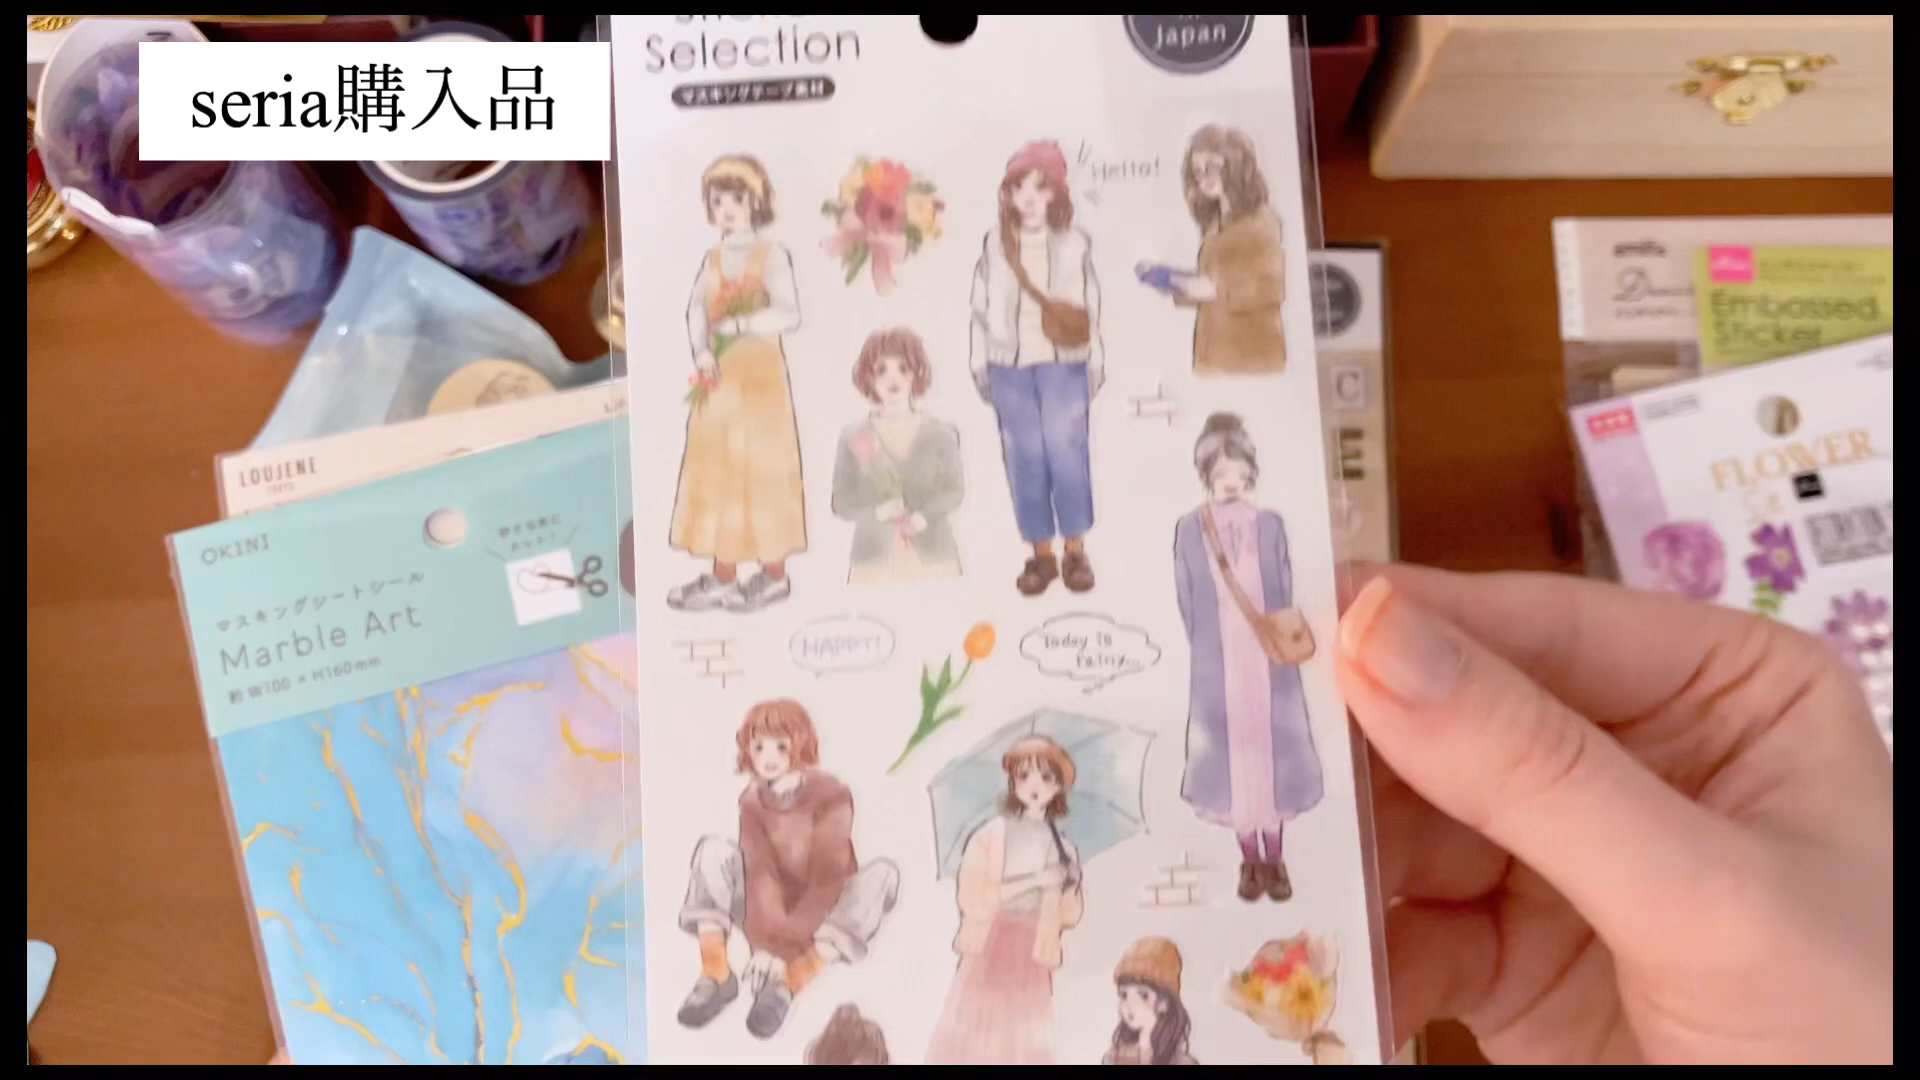 seria購入品
Selection
マスキングテープ素材
Japan
Hello!
HAPPY!
Today is
rainy...
LOUJENE
TOKYO
OKINI
マスキングシートシール
Marble Art
約 W100 × H160mm
C
Embossed
Sticker
FLOWER